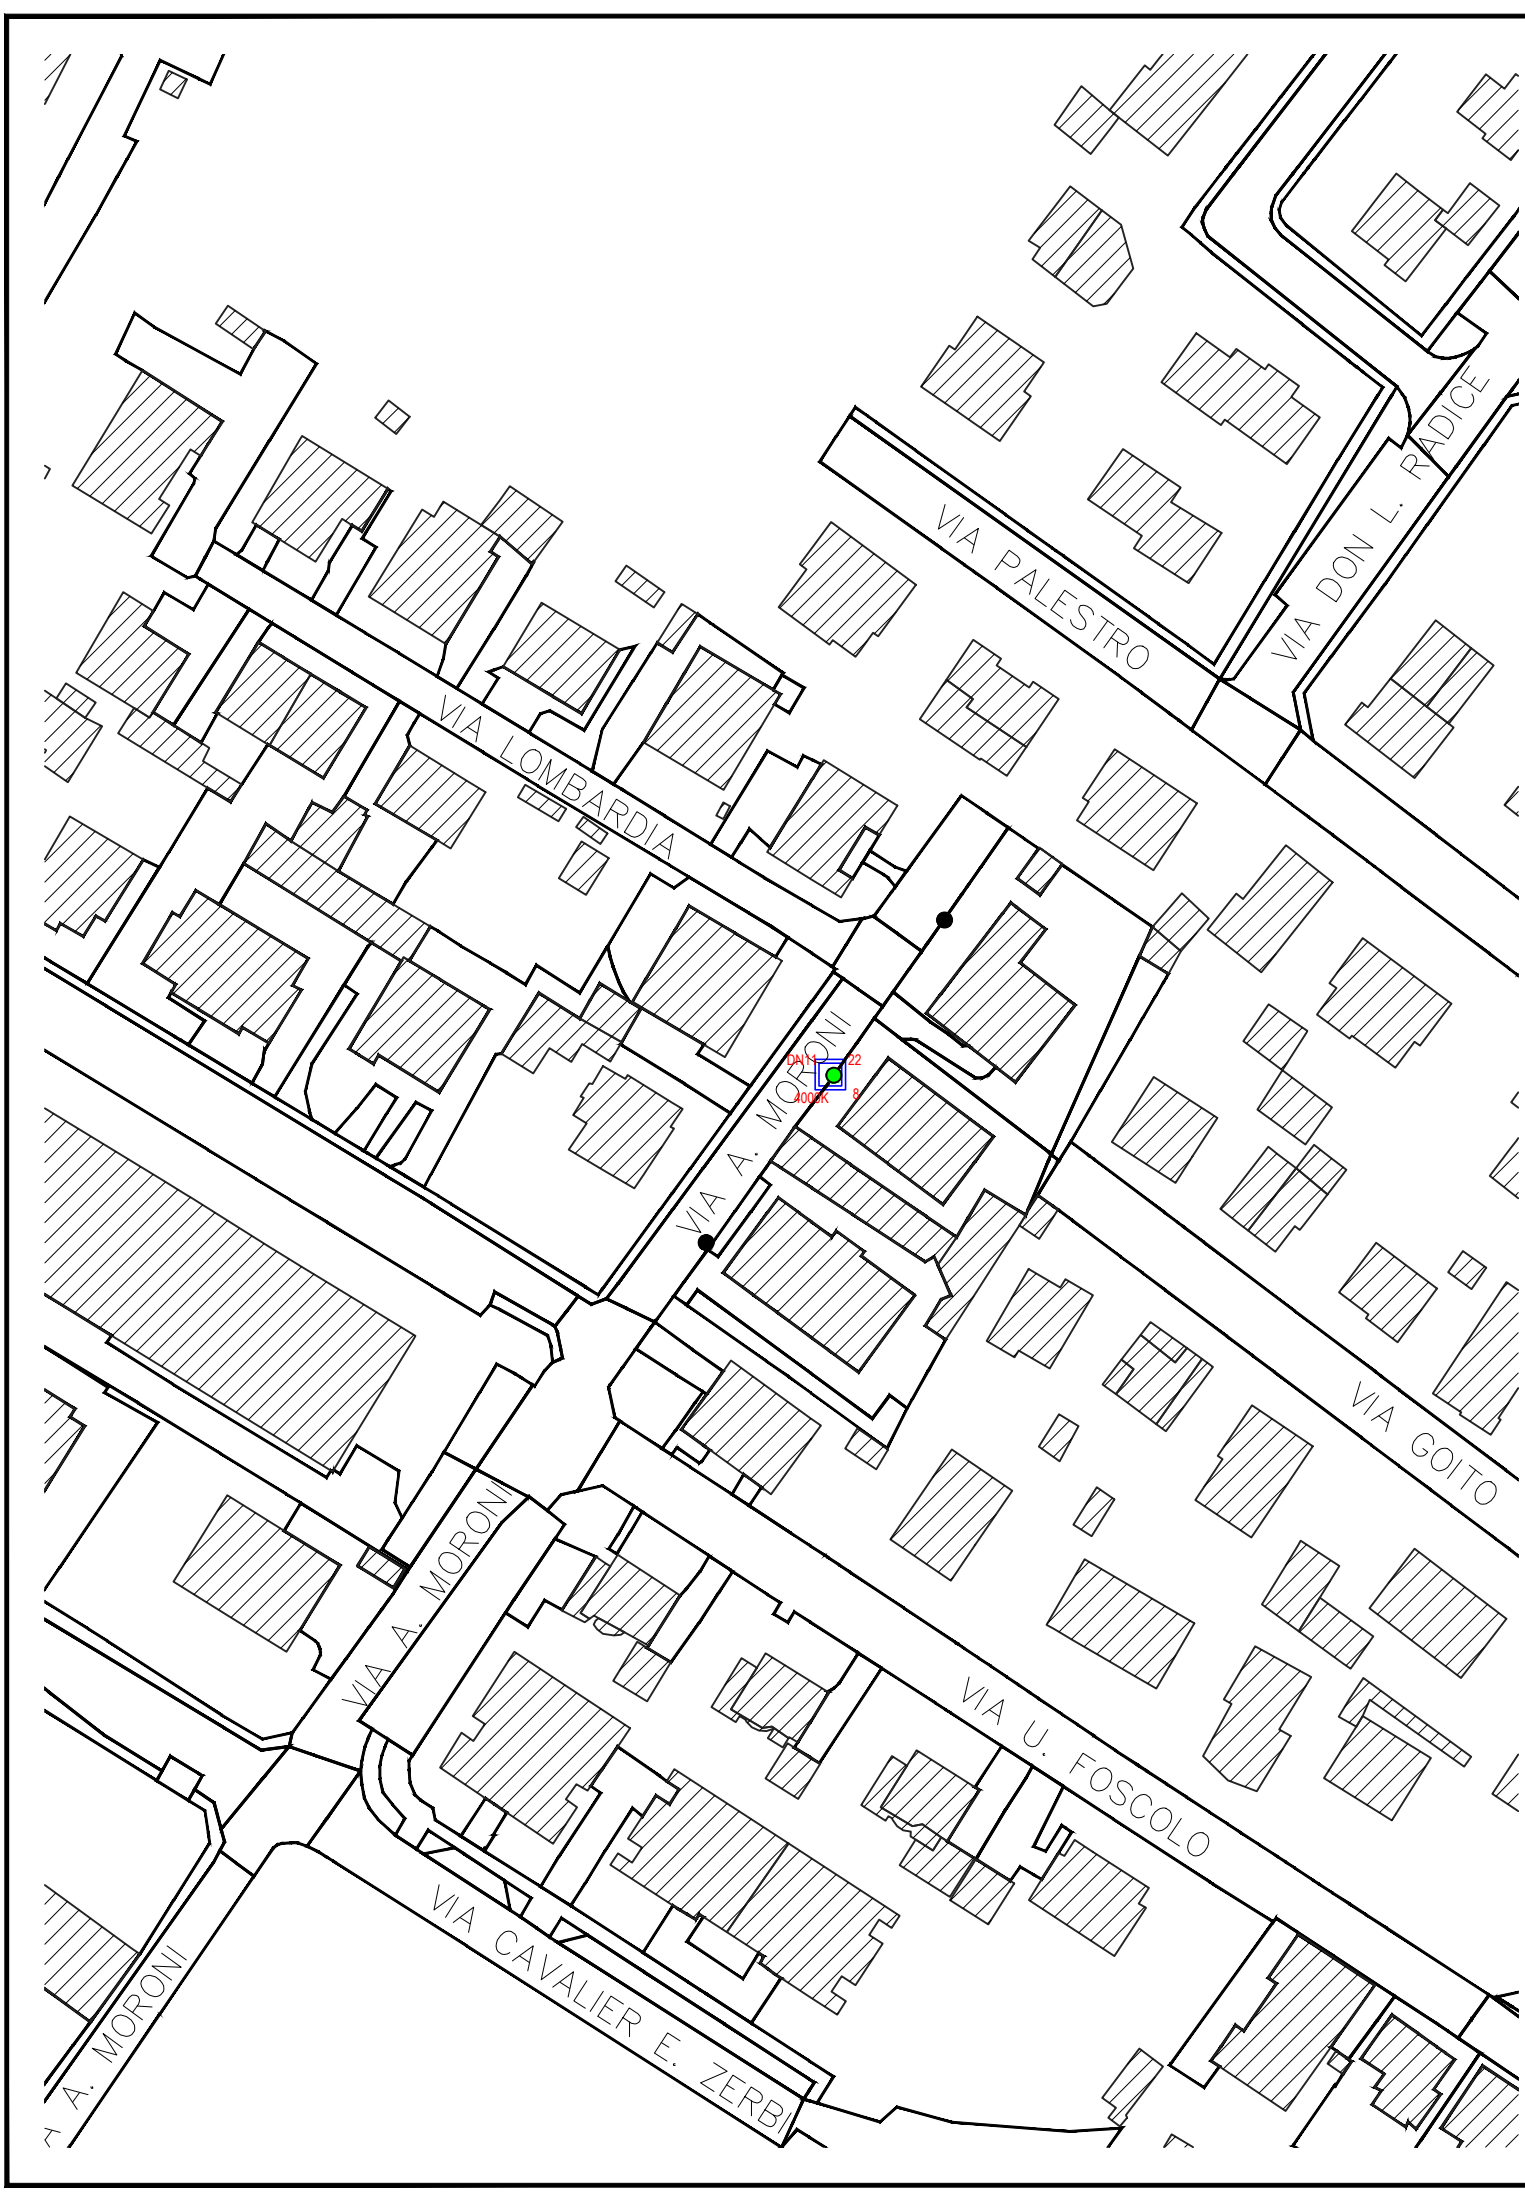 VIA DON L. RADICE
VIA PALESTRO
VIA LOMBARDIA
VIA A. MORONI
DN11 22
4000K 8
VIA GOITO
VIA A. MORONI
VIA U. FOSCOLO
VIA CAVALIER E. ZERBI
A. MORONI